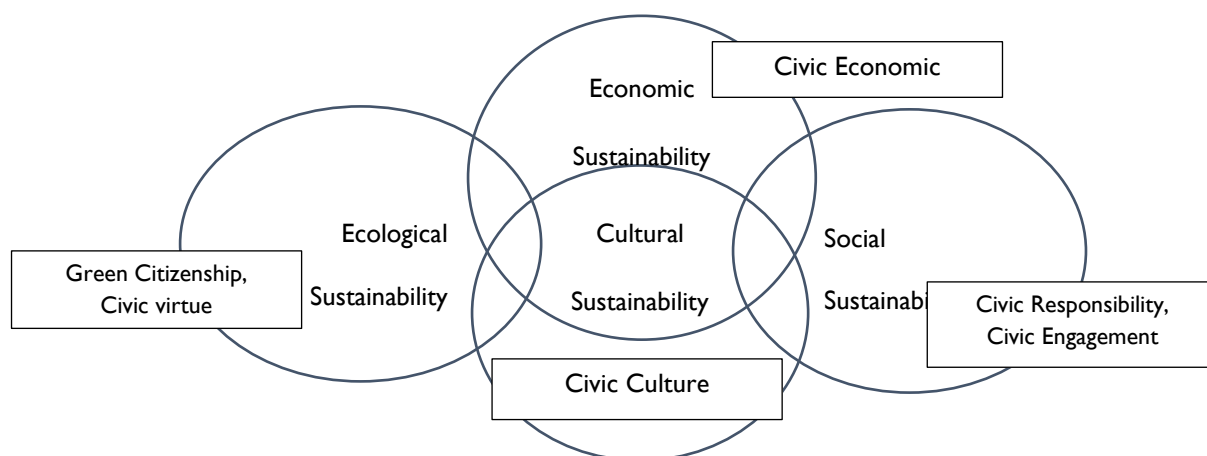 Civic Economic
Economic
Sustainability
Ecological
Sustainability
Cultural
Sustainability
Social
Sustainabi
Green Citizenship,
Civic virtue
Civic Responsibility,
Civic Engagement
Civic Culture